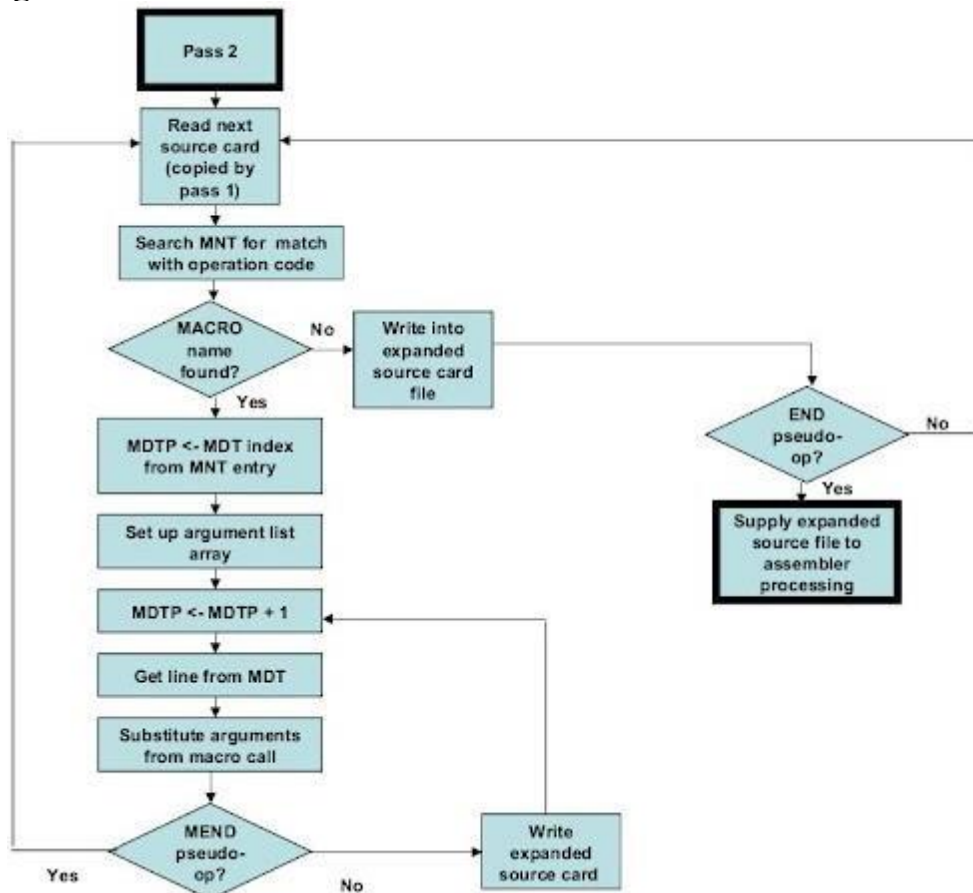 Pass 2
Read next
source card
(copied by
pass 1)
Search MNT for match
with operation code
MACRO
name
found?
No
Write into
expanded
source card
file
Yes
END
pseudo-
op?
No
Yes
Supply expanded
source file to
assembler
processing
MDTP <- MDT index
from MNT entry
Set up argument list
array
MDTP <- MDTP + 1
Get line from MDT
Substitute arguments
from macro call
MEND
pseudo-
op?
Yes
No
Write
expanded
source card